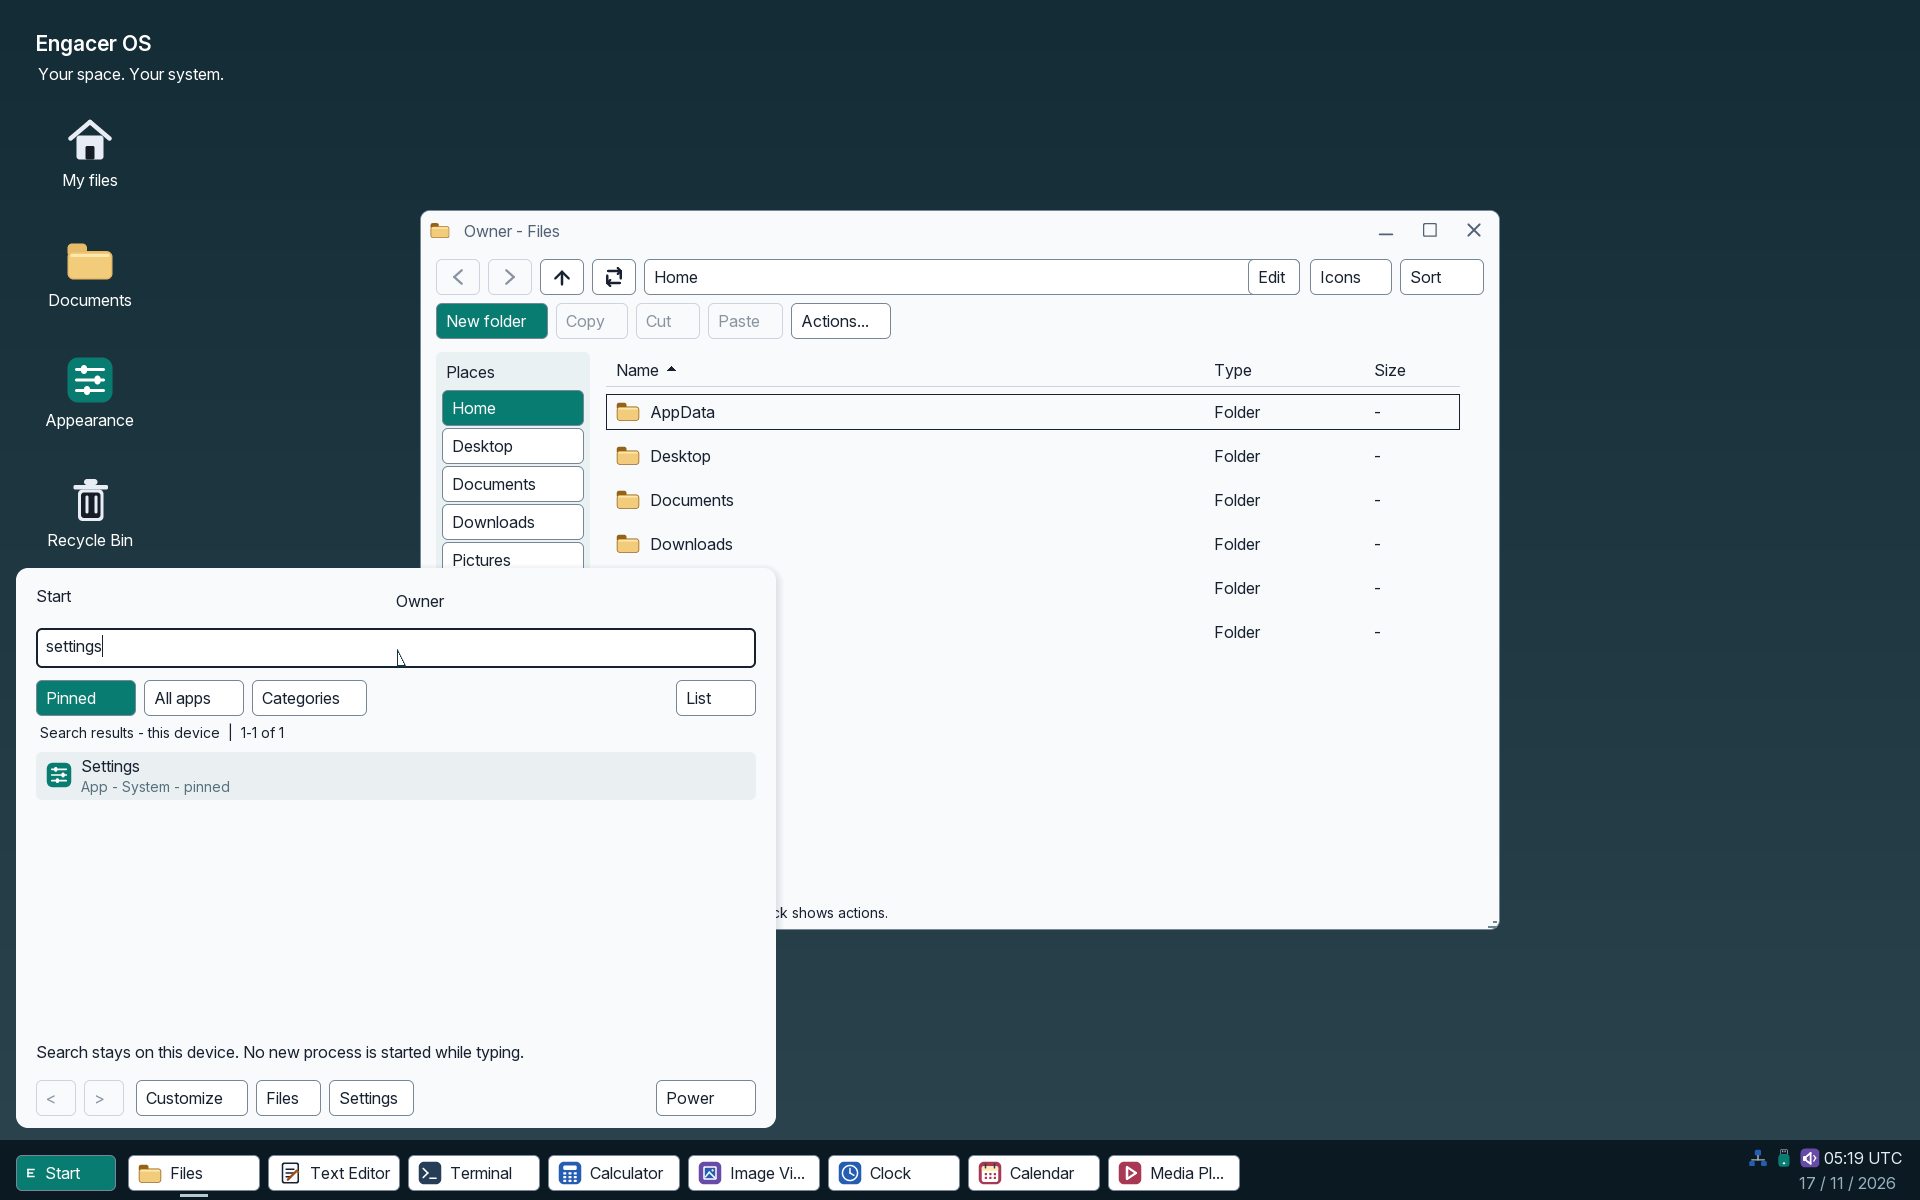 Engacer OS
Your space. Your system.
My files
Documents
Appearance
Recycle Bin
Owner - Files
Home
Edit
Icons
Sort
New folder
Copy
Cut
Paste
Actions...
Places
Home
Desktop
Documents
Downloads
Pictures
Name
Type
Size
AppData
Folder
-
Desktop
Folder
-
Documents
Folder
-
Downloads
Folder
-
Folder
-
Folder
-
ck shows actions.
Start
Owner
settings
Pinned
All apps
Categories
List
Search results - this device | 1-1 of 1
Settings
App - System - pinned
Search stays on this device. No new process is started while typing.
<
>
Customize
Files
Settings
Power
E Start
Files
Text Editor
Terminal
Calculator
Image Vi...
Clock
Calendar
Media Pl...
05:19 UTC
17 / 11 / 2026